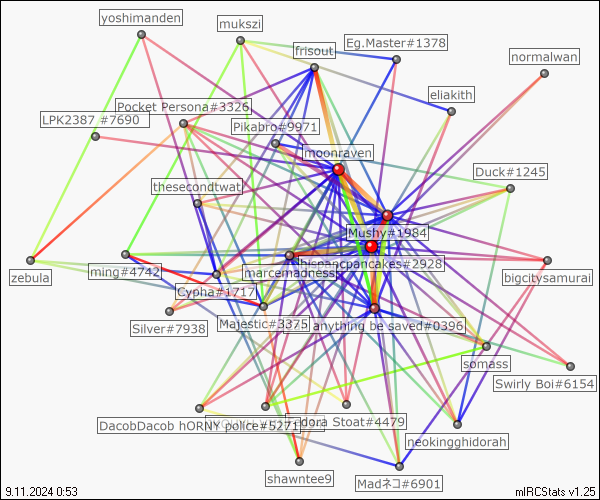 yoshimanden
mukszi
frisout
Eg.Master#1378
normalwan
eliakith
Pocket Persona#3326
LPK2387 #7690
Pikabro#9971
moonraven
Duck#1245
thesecondtwat
Mushy#1984
hispancpancakes#2928
zebula
ming#4742
marcemadness
bigcitysamurai
Cypha#1717
Silver#7938
Majestic#3375
anything be saved#0396
somass
Swirly Boi#6154
DacobDacob hORNY police#5271
Stoat#4479
neokingghidorah
shawntee9
Madネコ#6901
9.11.2024 0:53
mIRCStats v1.25